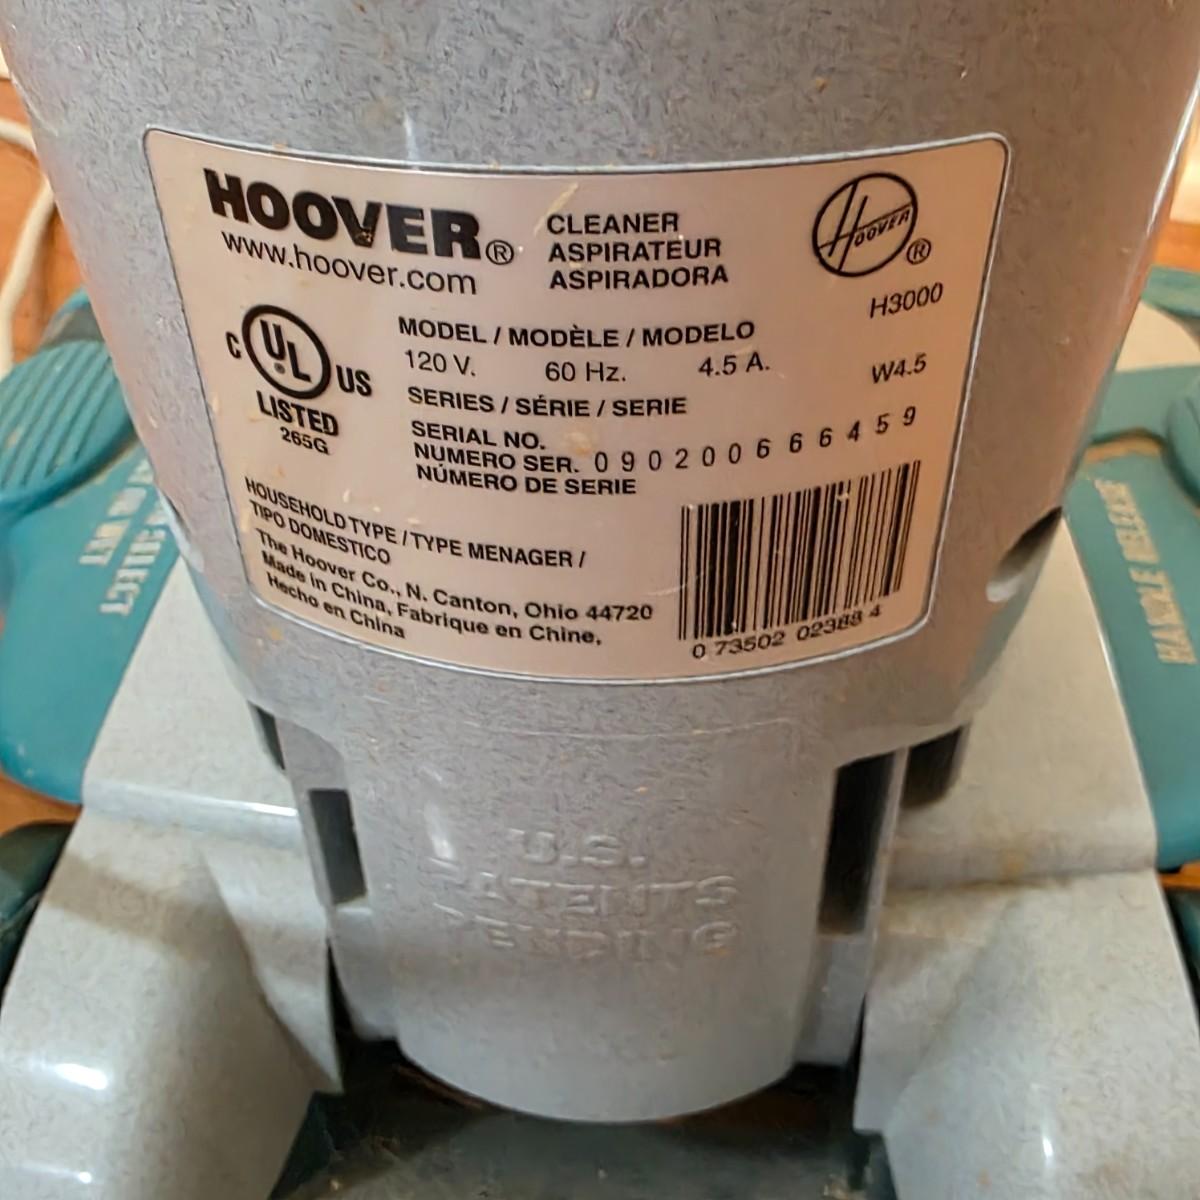 HOOVER®
www.hoover.com
CLEANER
ASPIRATEUR
ASPIRADORA
HOOVER ®
C UL® US
LISTED
265G
MODEL / MODÈLE / MODELO H3000
120 V. 60 Hz. 4.5 A.
SERIES / SÉRIE / SERIE W4.5
SERIAL NO.
NUMERO SER. 090200666459
NÚMERO DE SERIE
HOUSEHOLD TYPE / TYPE MENAGER /
TIPO DOMESTICO
The Hoover Co., N. Canton, Ohio 44720
Made in China, Fabrique en Chine,
Hecho en China
0 73502 02388 4
SELECT
OR WET
HANDLE RELEASE
U.S.
PATENTS
PENDING